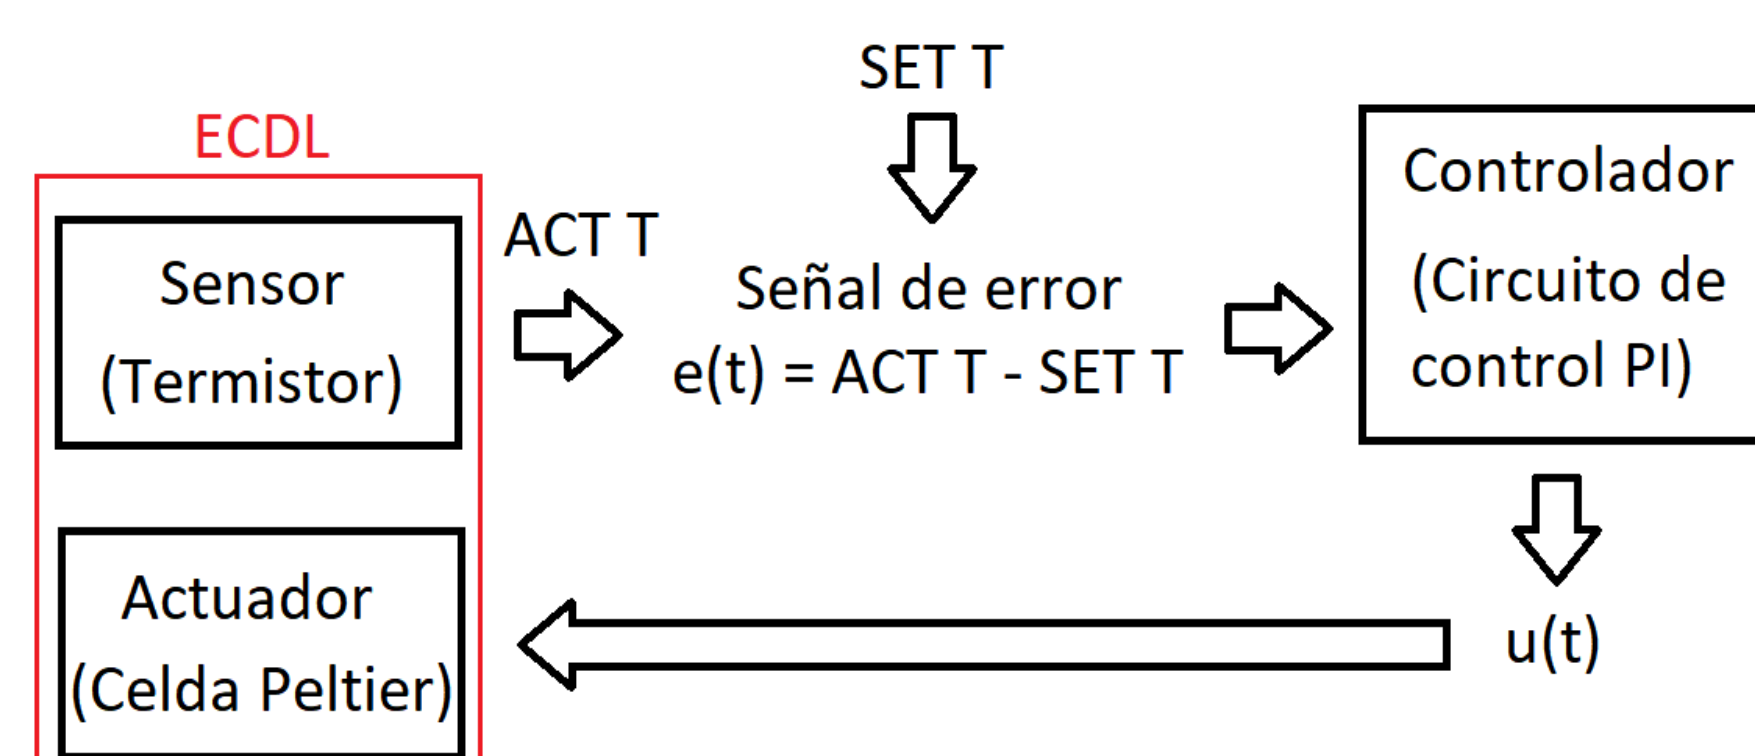 SET T
ECDL
Sensor
(Termistor)
ACT T
Señal de error
e(t) = ACT T - SET T
Controlador
(Circuito de
control PI)
Actuador
(Celda Peltier)
u(t)